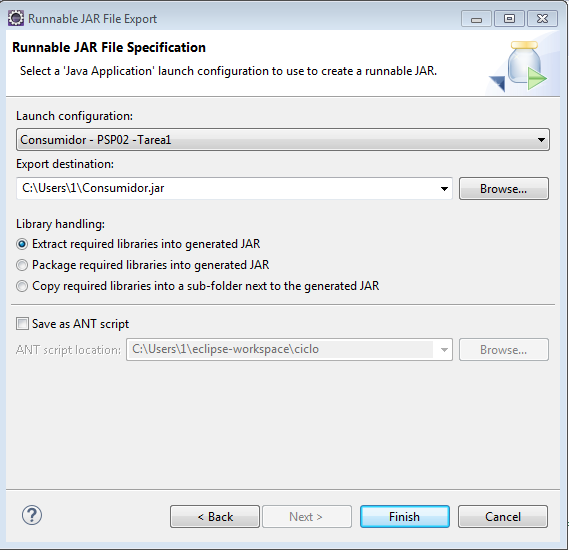 Runnable JAR File Export
Runnable JAR File Specification
Select a 'Java Application' launch configuration to use to create a runnable JAR.
Launch configuration:
Consumidor - PSP02 -Tarea1
Export destination:
C:\Users\1\Consumidor.jar
Browse...
Library handling:
Extract required libraries into generated JAR
Package required libraries into generated JAR
Copy required libraries into a sub-folder next to the generated JAR
Save as ANT script
ANT script location:
C:\Users\1\eclipse-workspace\ciclo
Browse...
?
< Back
Next >
Finish
Cancel